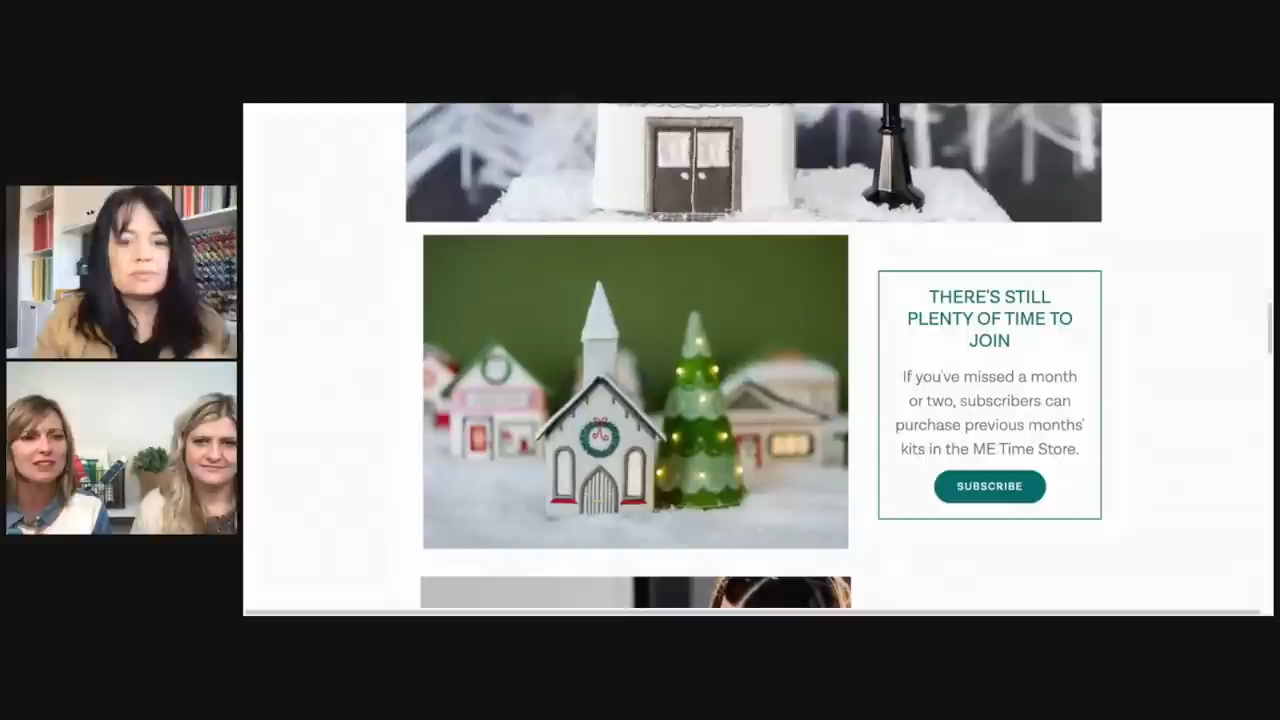 THERE'S STILL
PLENTY OF TIME TO
JOIN
If you've missed a month
or two, subscribers can
purchase previous months'
kits in the ME Time Store.
SUBSCRIBE